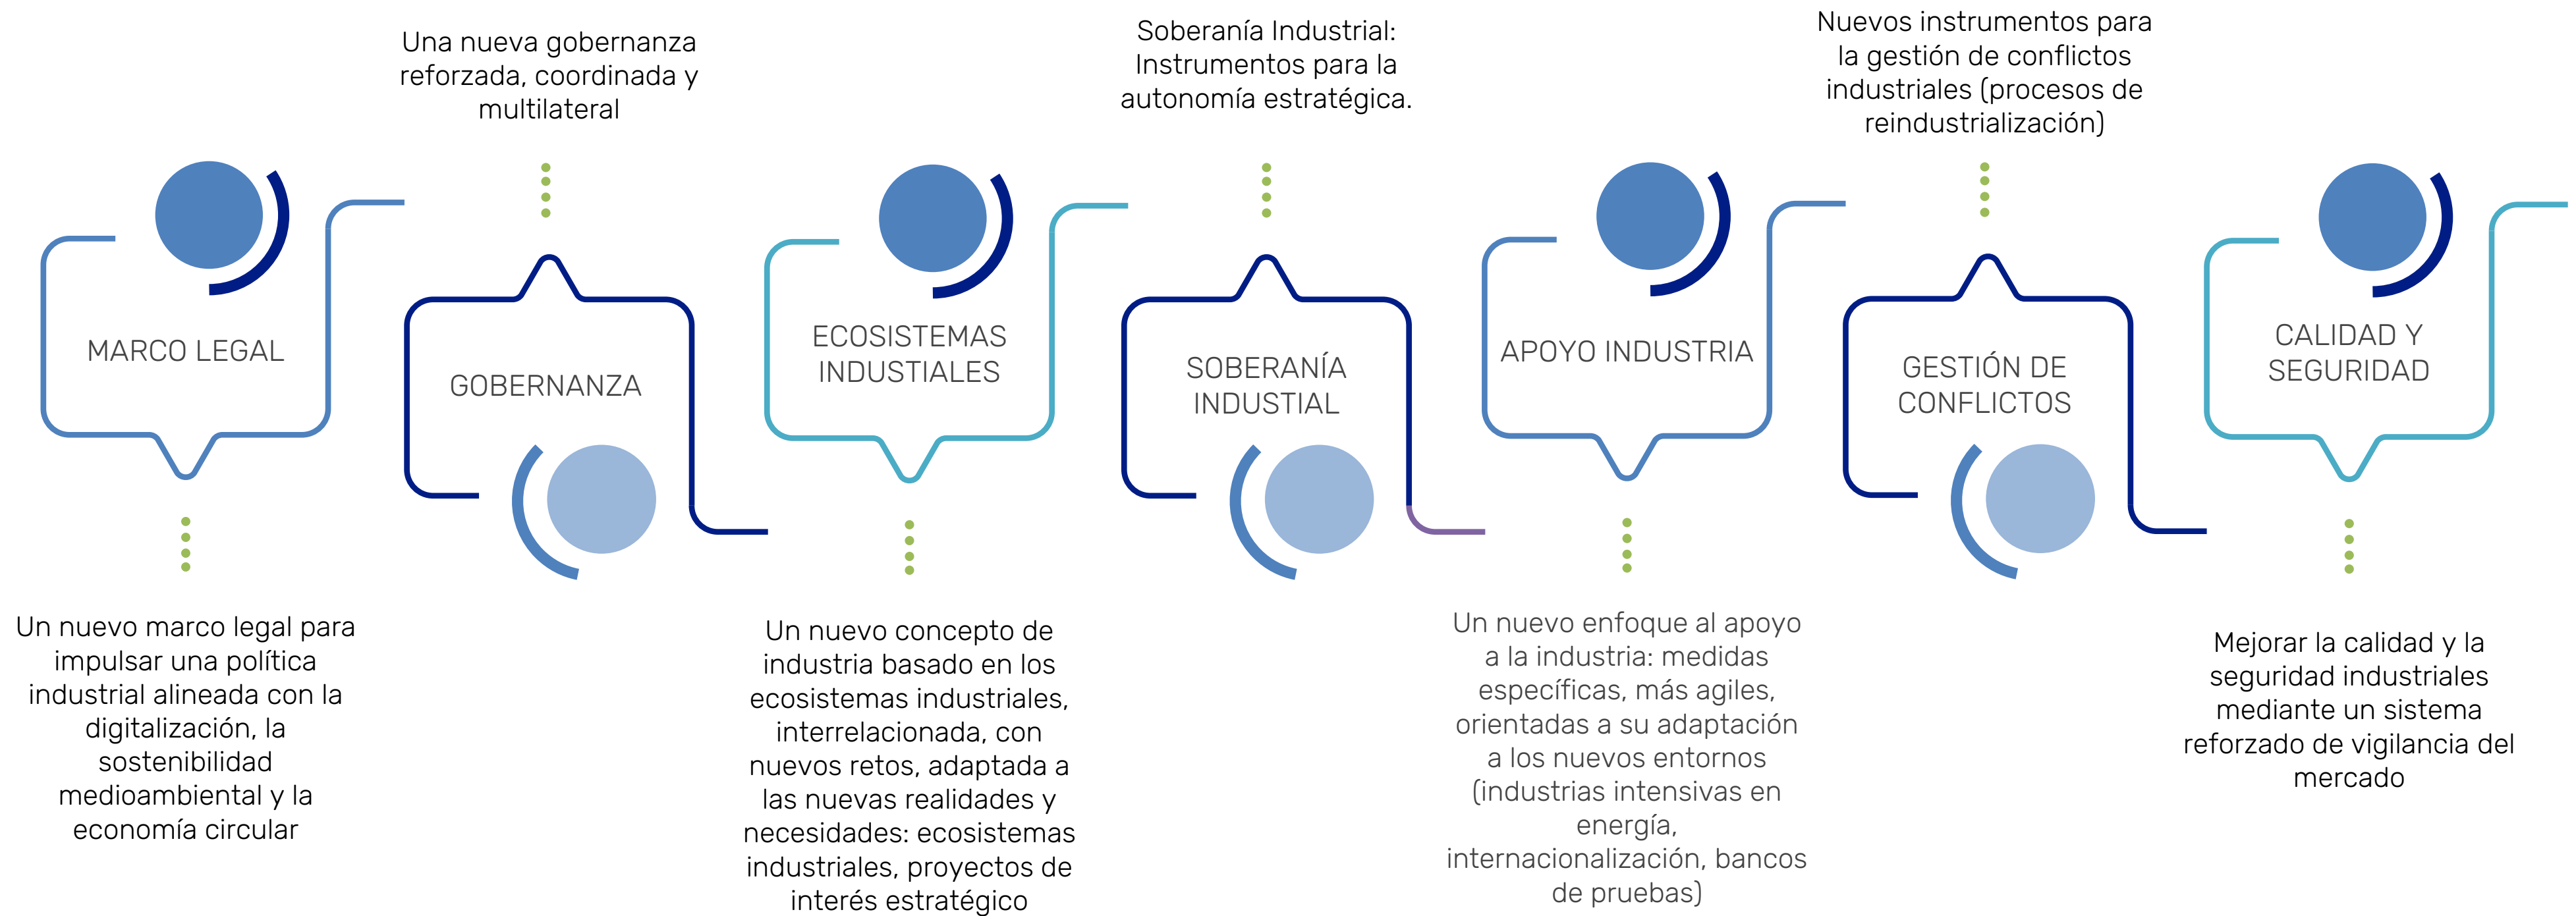 Una nueva gobernanza
reforzada, coordinada y
multilateral
Soberanía Industrial:
Instrumentos para la
autonomía estratégica.
Nuevos instrumentos para
la gestión de conflictos
industriales (procesos de
reindustrialización)
MARCO LEGAL
GOBERNANZA
ECOSISTEMAS
INDUSTIALES
SOBERANÍA
INDUSTIAL
APOYO INDUSTRIA
GESTIÓN DE
CONFLICTOS
CALIDAD Y
SEGURIDAD
Un nuevo marco legal para
impulsar una política
industrial alineada con la
digitalización, la
sostenibilidad
medioambiental y la
economía circular
Un nuevo concepto de
industria basado en los
ecosistemas industriales,
interrelacionada, con
nuevos retos, adaptada a
las nuevas realidades y
necesidades: ecosistemas
industriales, proyectos de
interés estratégico
Un nuevo enfoque al apoyo
a la industria: medidas
específicas, más agiles,
orientadas a su adaptación
a los nuevos entornos
(industrias intensivas en
energía,
internacionalización, bancos
de pruebas)
Mejorar la calidad y la
seguridad industriales
mediante un sistema
reforzado de vigilancia del
mercado